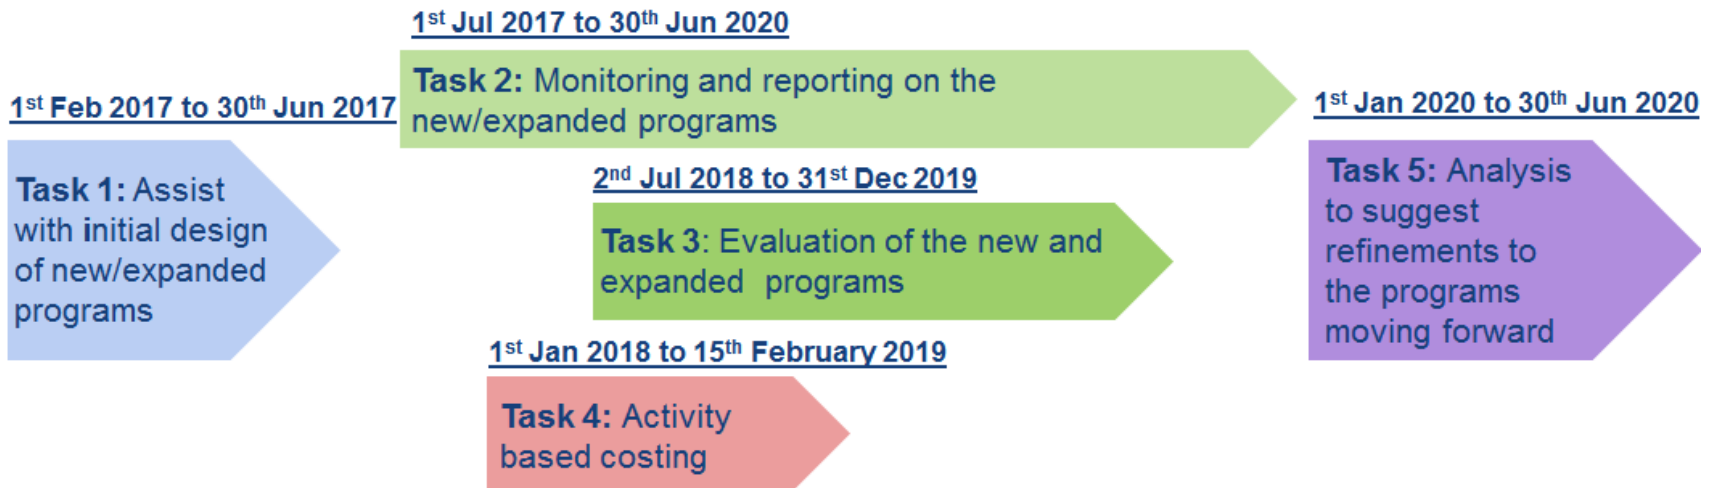 1st Feb 2017 to 30th Jun 2017
Task 1: Assist
with initial design
of new/expanded
programs
1st Jul 2017 to 30th Jun 2020
Task 2: Monitoring and reporting on the
new/expanded programs
2nd Jul 2018 to 31st Dec 2019
Task 3: Evaluation of the new and
expanded programs
1st Jan 2018 to 15th February 2019
Task 4: Activity
based costing
1st Jan 2020 to 30th Jun 2020
Task 5: Analysis
to suggest
refinements to
the programs
moving forward